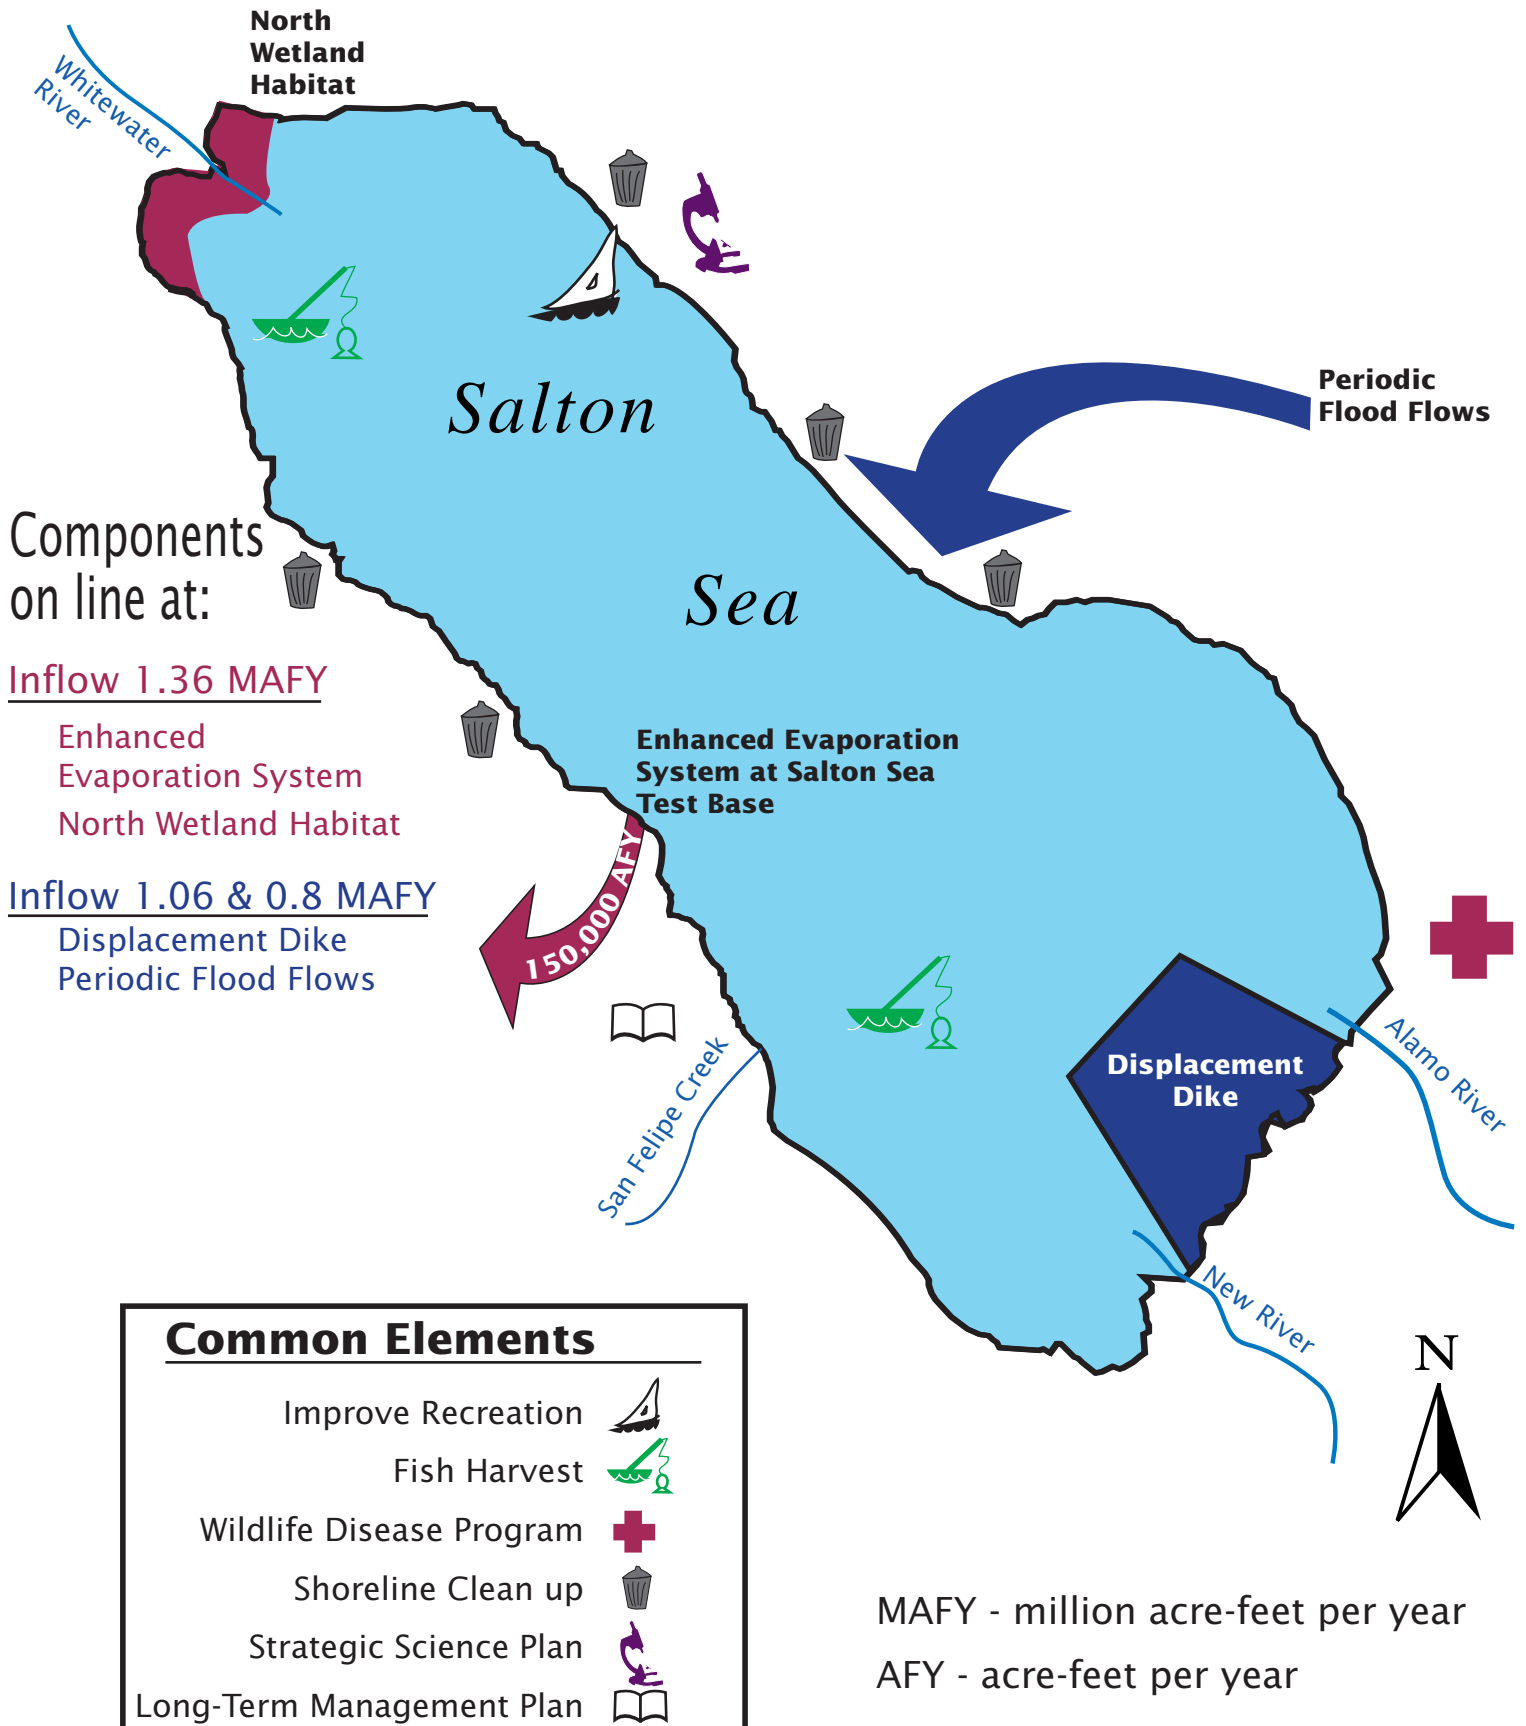 North
Wetland
Habitat
Whitewater
River
Salton
Periodic
Flood Flows
Components
on line at:
Sea
Inflow 1.36 MAFY
Enhanced
Evaporation System
North Wetland Habitat
Inflow 1.06 & 0.8 MAFY
Displacement Dike
Periodic Flood Flows
Enhanced Evaporation
System at Salton Sea
Test Base
150,000 AFY
San Felipe Creek
Displacement
Dike
Alamo River
New River
N
Common Elements
Improve Recreation
Fish Harvest
Wildlife Disease Program
Shoreline Clean up
Strategic Science Plan
Long-Term Management Plan
MAFY - million acre-feet per year
AFY - acre-feet per year